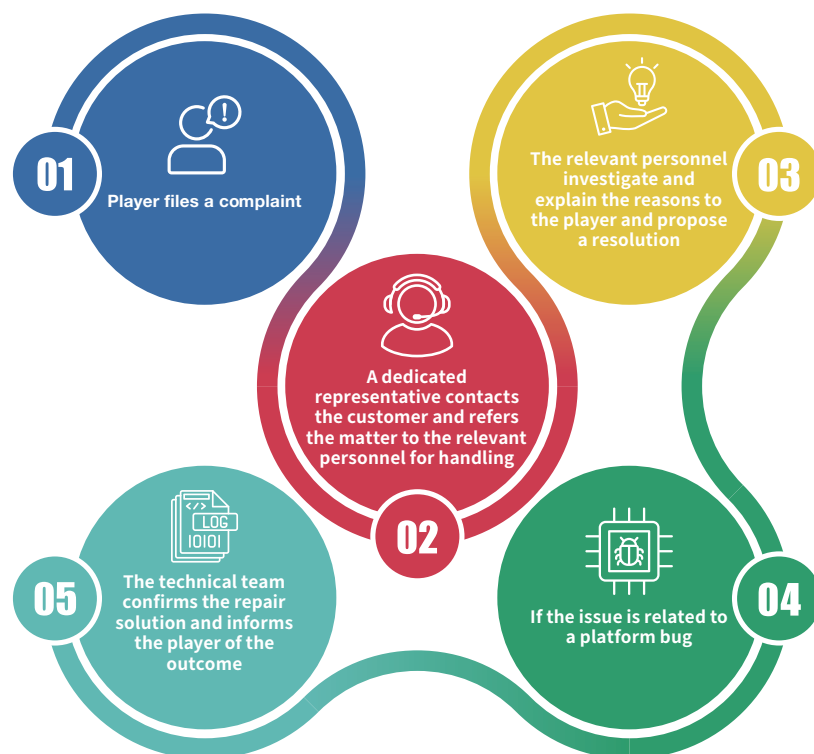 01
Player files a complaint
A dedicated
representative contacts
the customer and refers
the matter to the relevant
personnel for handling
02
The relevant personnel
investigate and
explain the reasons to
the player and propose
a resolution
03
If the issue is related to
a platform bug
04
</> 
LOG
IOIOI
The technical team
confirms the repair
solution and informs
the player of the
outcome
05
!